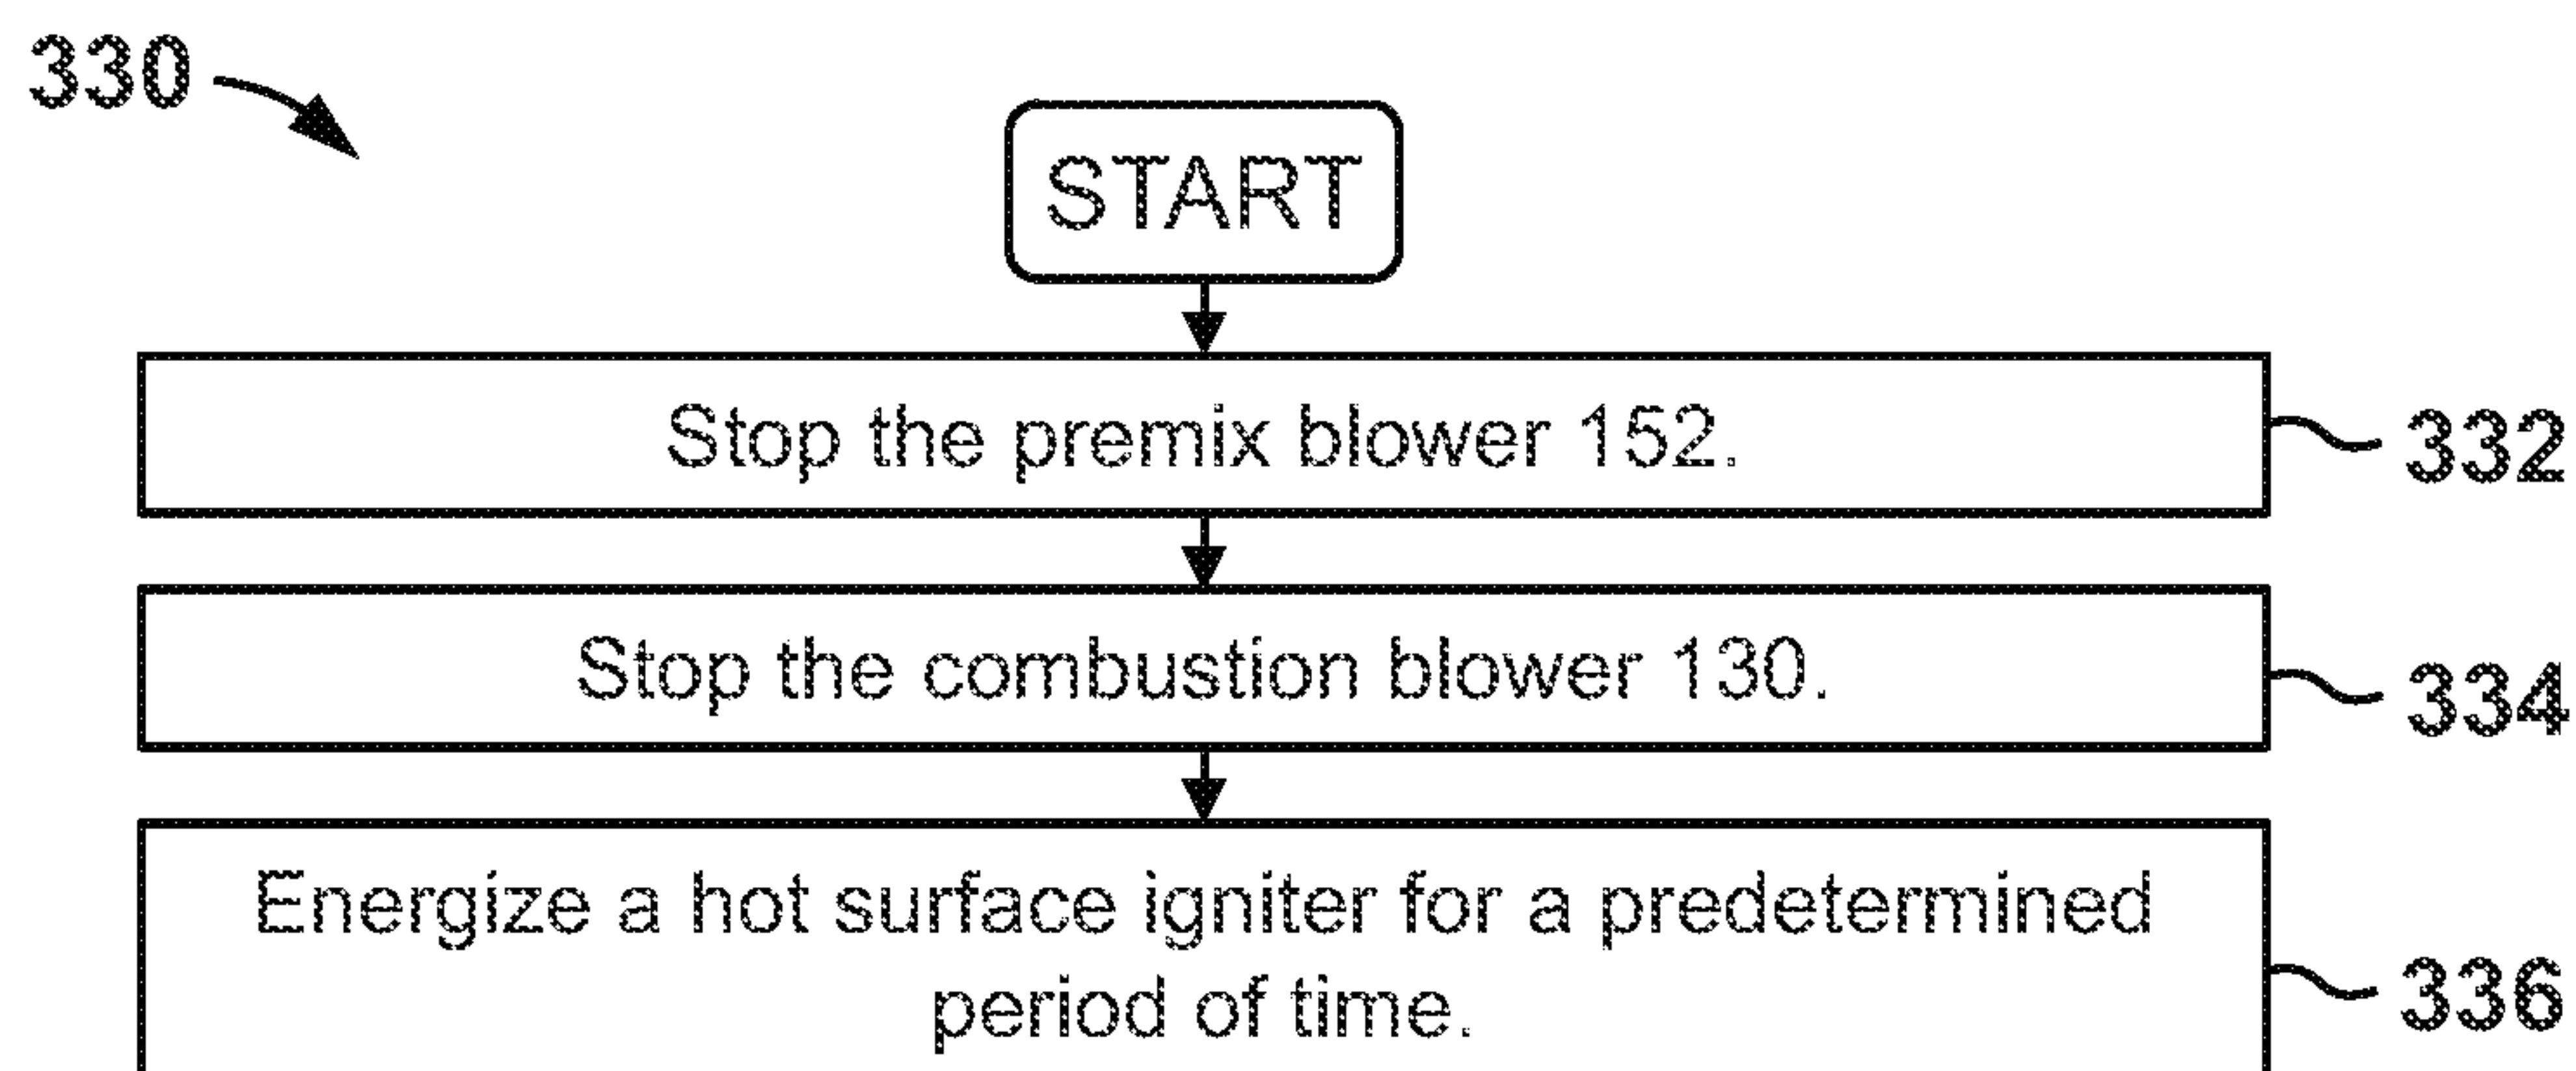 330
START
Stop the premix blower 152.
332
Stop the combustion blower 130.
334
Energize a hot surface igniter for a predetermined
period of time.
336